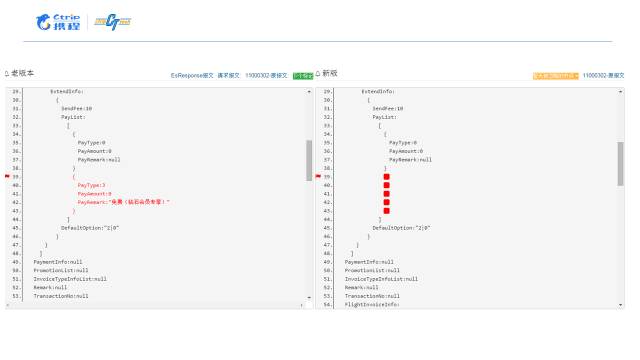 Ctrip
携程
老版本
EsResponse报文 请求报文 11000302-原报文
29. ExtendInfo:
30. {
31. SendFee:10
32. PayList:
33. [
34. {
35. PayType:0
36. PayAmount:0
37. PayRemark:null
38. }
39. {
40. PayType:3
41. PayAmount:0
42. PayRemark:"免费（钻石会员专享）"
43. }
44. ]
45. DefaultOption:"2|0"
46. }
47. }
48. ]
49. PaymentInfo:null
50. PromotionList:null
51. InvoiceTypeInfoList:null
52. Remark:null
53. TransactionNo:null
新版
11000302-原报文
29. ExtendInfo:
30. {
31. SendFee:10
32. PayList:
33. [
34. {
35. PayType:0
36. PayAmount:0
37. PayRemark:null
38. }
39.
40.
41.
42.
43.
44. ]
45. DefaultOption:"2|0"
46. }
47. }
48. ]
49. PaymentInfo:null
50. PromotionList:null
51. InvoiceTypeInfoList:null
52. Remark:null
53. TransactionNo:null
54. FlightInvoiceInfo: